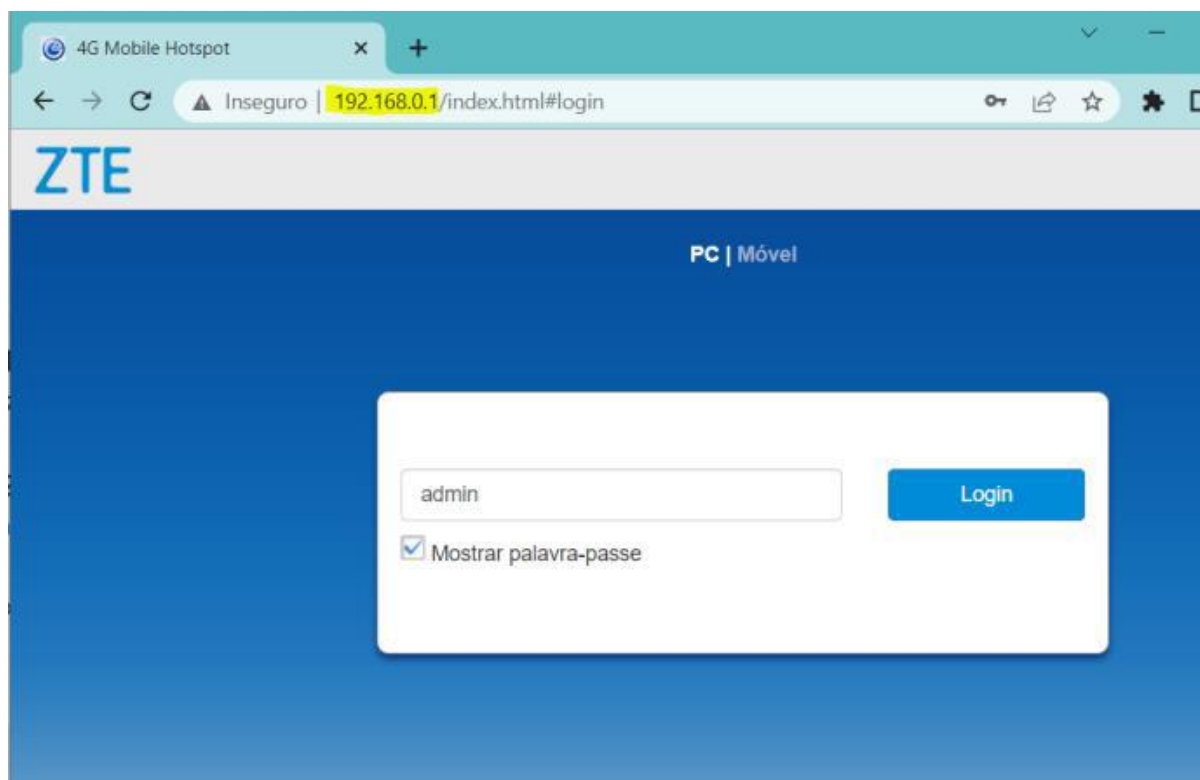 4G Mobile Hotspot
Inseguro | 192.168.0.1/index.html#login
ZTE
PC | Móvel
admin
Login
Mostrar palavra-passe